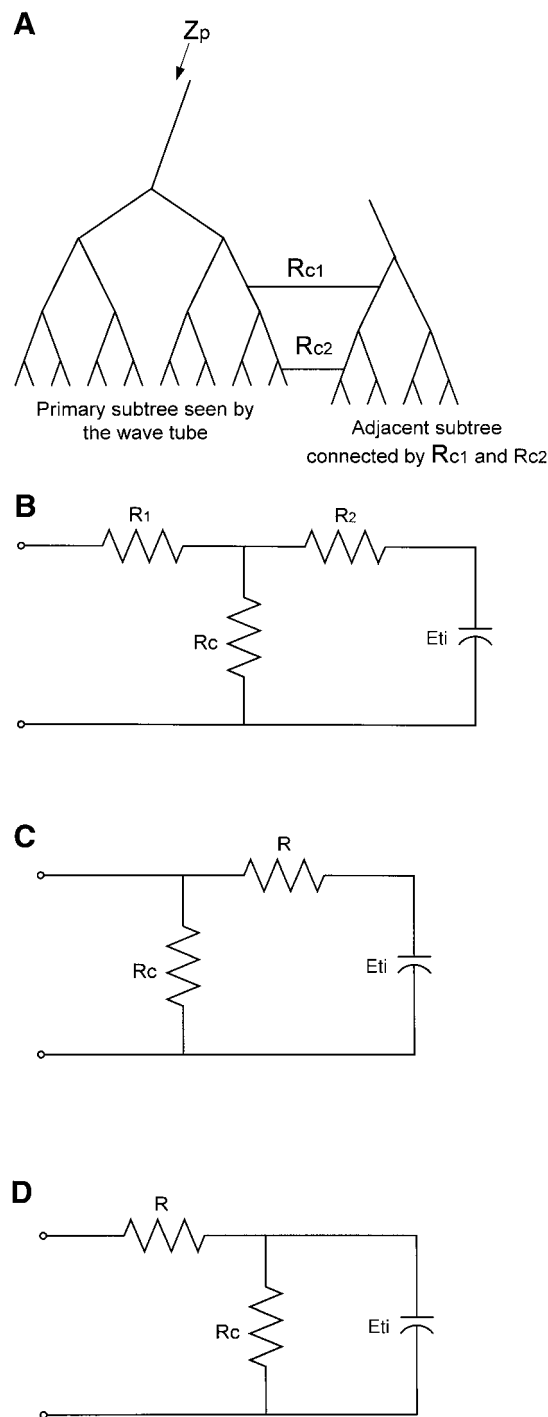 A
Zp
Rc1
Rc2
Primary subtree seen by
the wave tube
Adjacent subtree
connected by Rc1 and Rc2
B
R1
R2
Rc
Eti
C
R
Rc
Eti
D
R
Rc
Eti